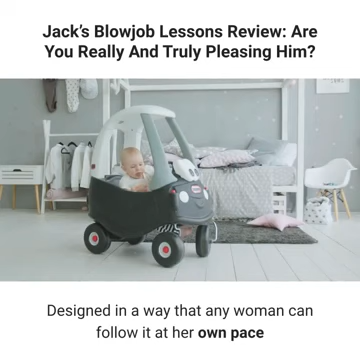 Jack’s Blowjob Lessons Review: Are
You Really And Truly Pleasing Him?
Designed in a way that any woman can
follow it at her own pace